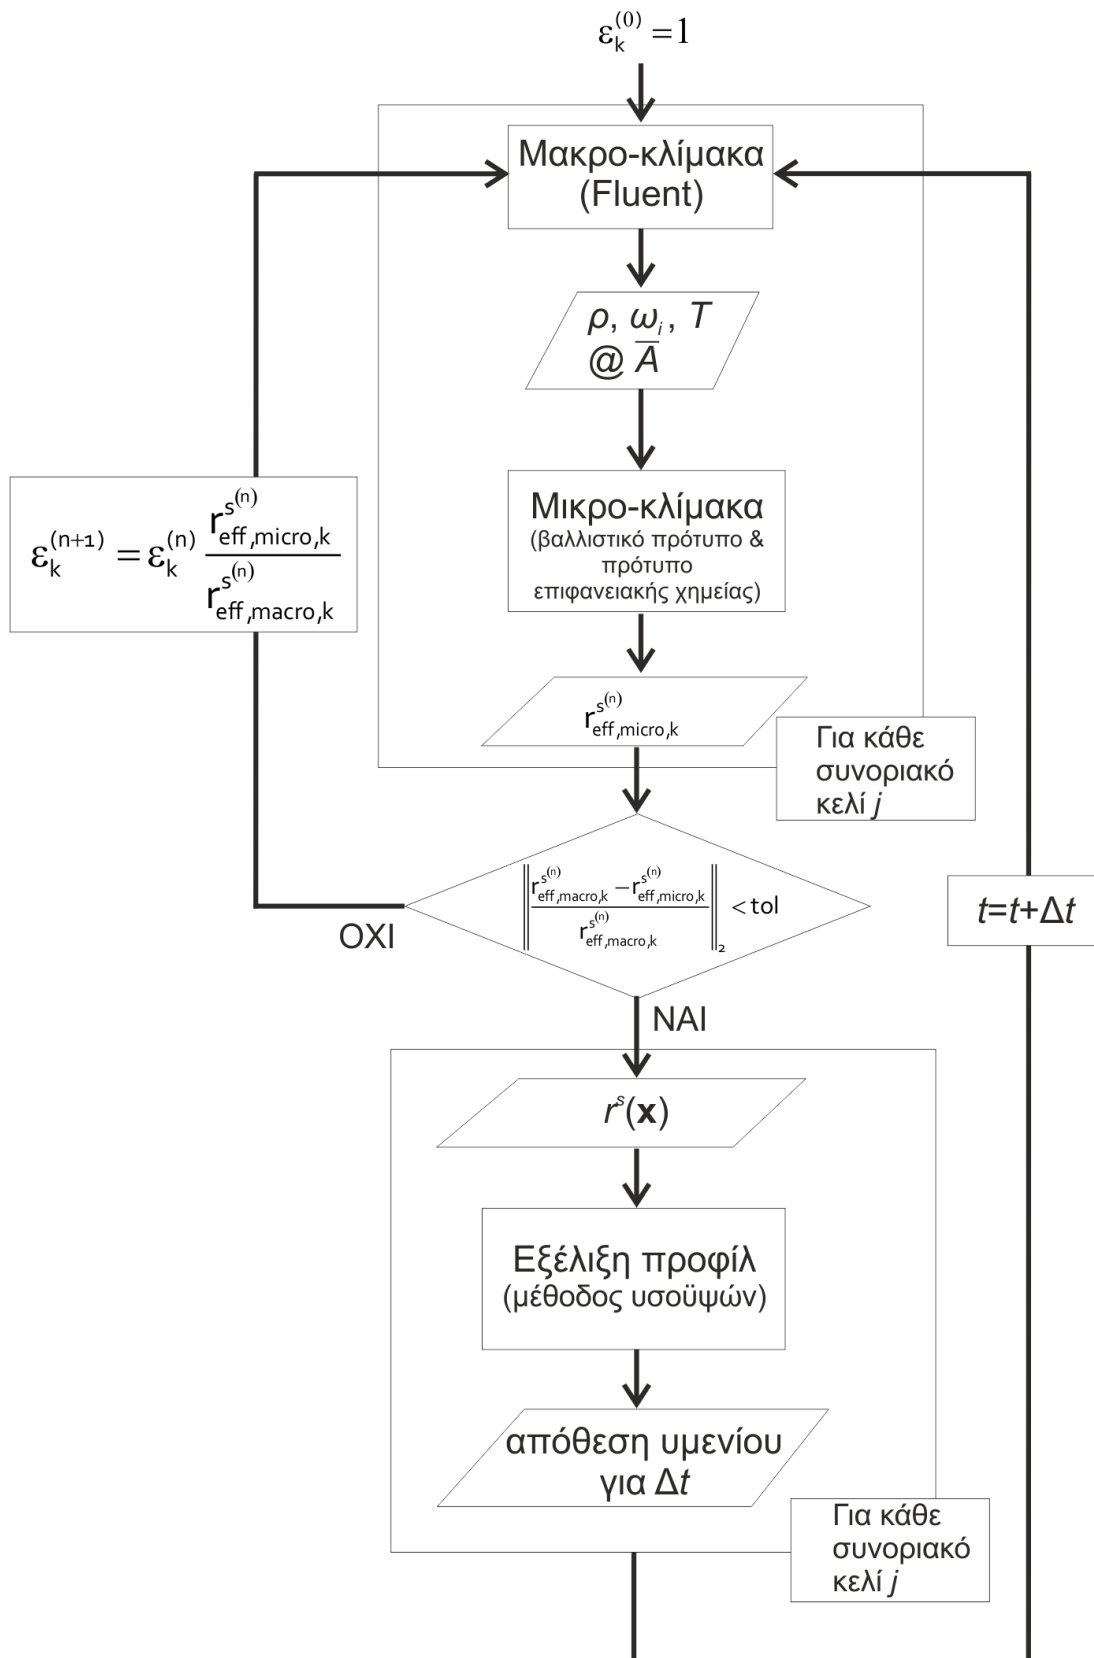 ε_k^(0) = 1
Μακρο-κλίμακα
(Fluent)
ρ, ω_i, T
@ A̅
Μικρο-κλίμακα
(βαλλιστικό πρότυπο &
πρότυπο
επιφανειακής χημείας)
ε_k^(n+1) = ε_k^(n) r_eff,micro,k^s^(n) / r_eff,macro,k^s^(n)
r_eff,micro,k^s^(n)
Για κάθε
συνοριακό
κελί j
‖ (r_eff,macro,k^s^(n) − r_eff,micro,k^s^(n)) / r_eff,macro,k^s^(n) ‖_2 < tol
ΟΧΙ
t=t+Δt
ΝΑΙ
r^s(x)
Εξέλιξη προφίλ
(μέθοδος υσοϋψών)
απόθεση υμενίου
για Δt
Για κάθε
συνοριακό
κελί j